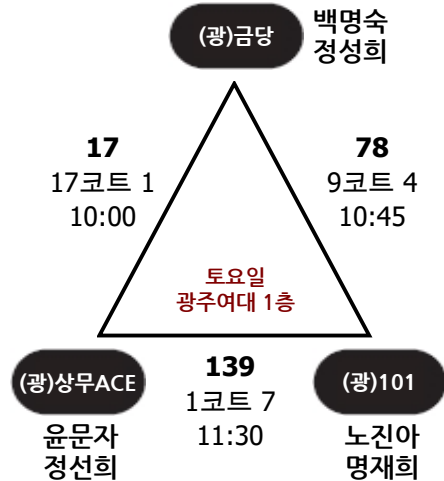 (광)금당
백명숙
정성희
17
17코트 1
10:00
78
9코트 4
10:45
토요일
광주여대 1층
(광)상무ACE
윤문자
정선희
139
1코트 7
11:30
(광)101
노진아
명재희